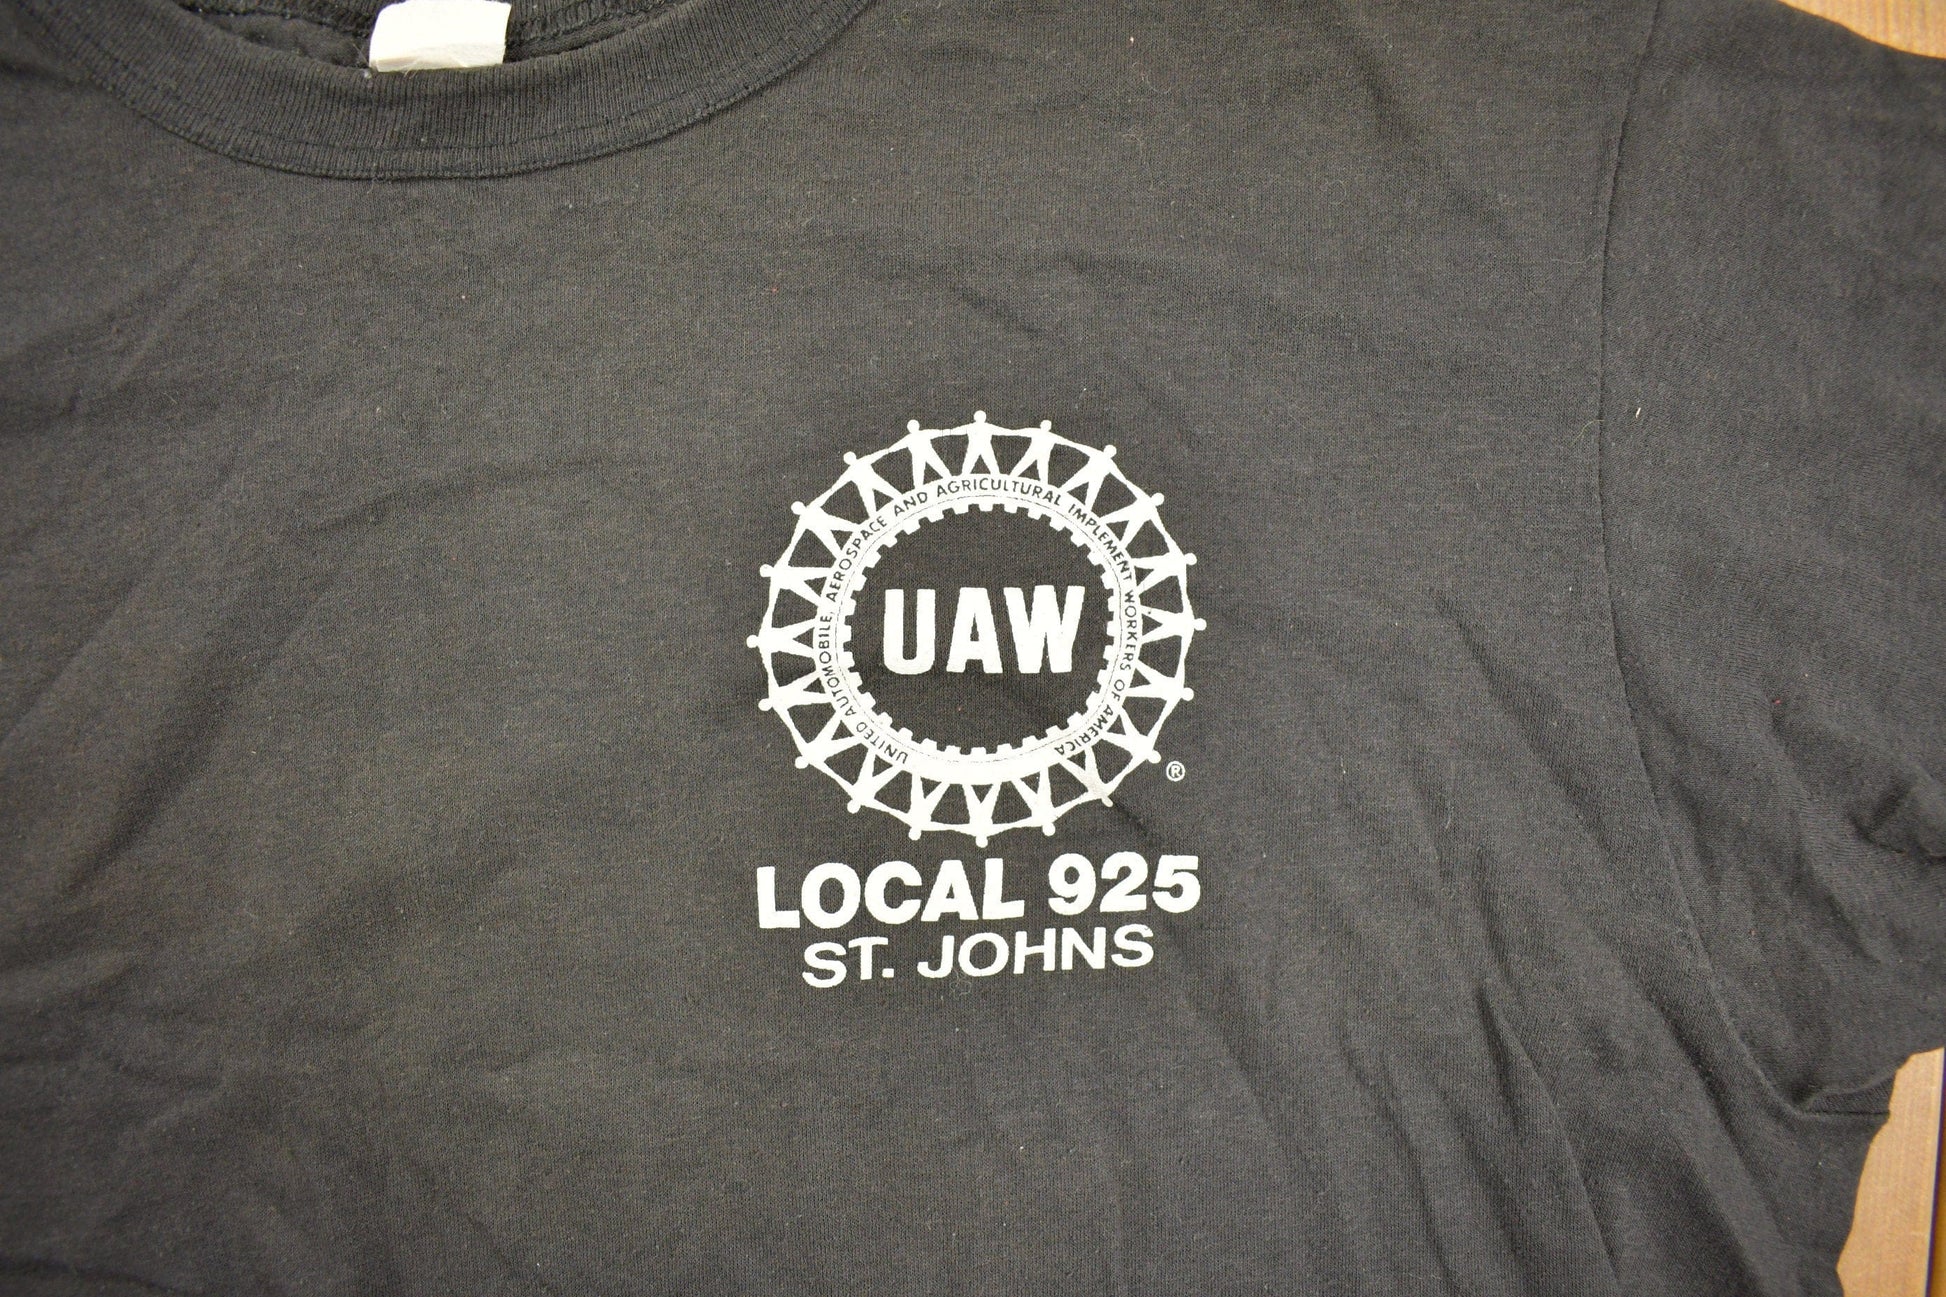 UNITED AUTOMOBILE, AEROSPACE AND AGRICULTURAL IMPLEMENT WORKERS OF AMERICA
UAW
®
LOCAL 925
ST. JOHNS